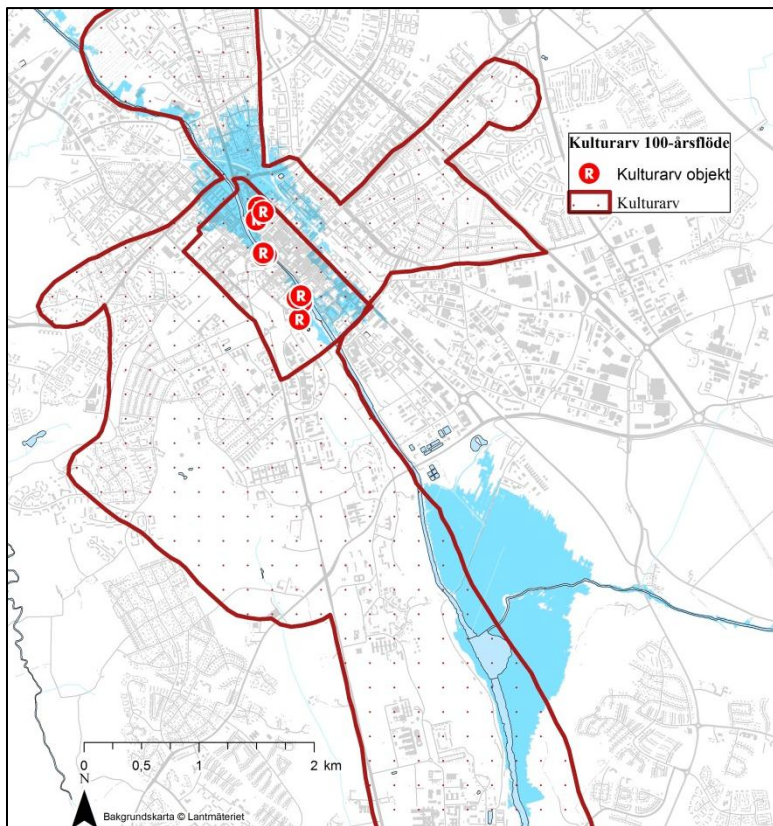 Kulturarv 100-årsflöde
R Kulturarv objekt
Kulturarv
R
R
R
R
R
0 0,5 1 2 km
N
Bakgrundskarta © Lantmäteriet